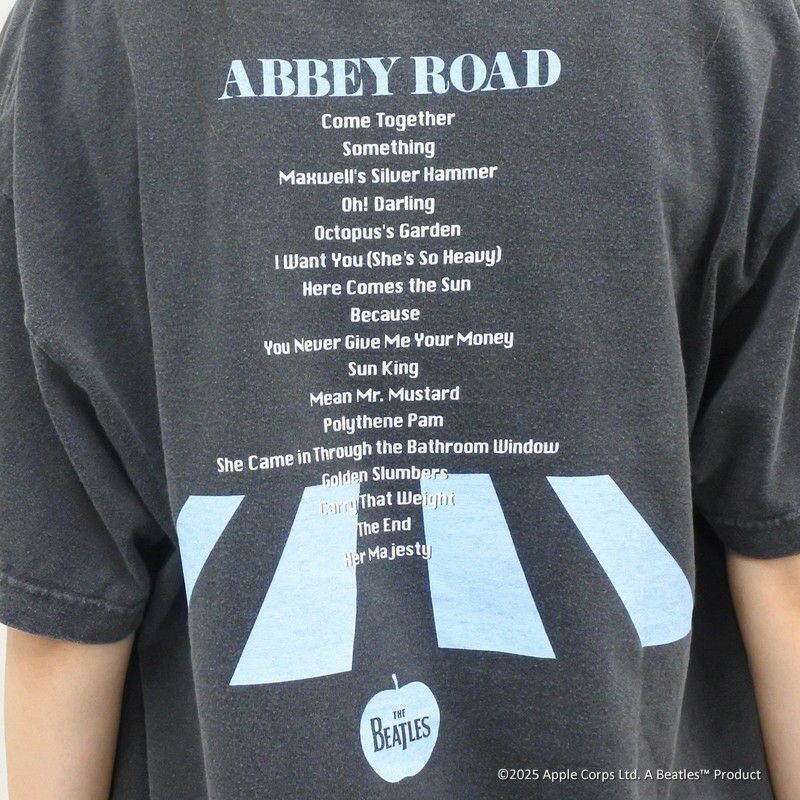 ABBEY ROAD
Come Together
Something
Maxwell's Silver Hammer
Oh! Darling
Octopus's Garden
I Want You (She's So Heavy)
Here Comes the Sun
Because
You Never Give Me Your Money
Sun King
Mean Mr. Mustard
Polythene Pam
She Came in Through the Bathroom Window
Golden Slumbers
Carry That Weight
The End
Her Majesty
THE
BEATLES
©2025 Apple Corps Ltd. A Beatles™ Product